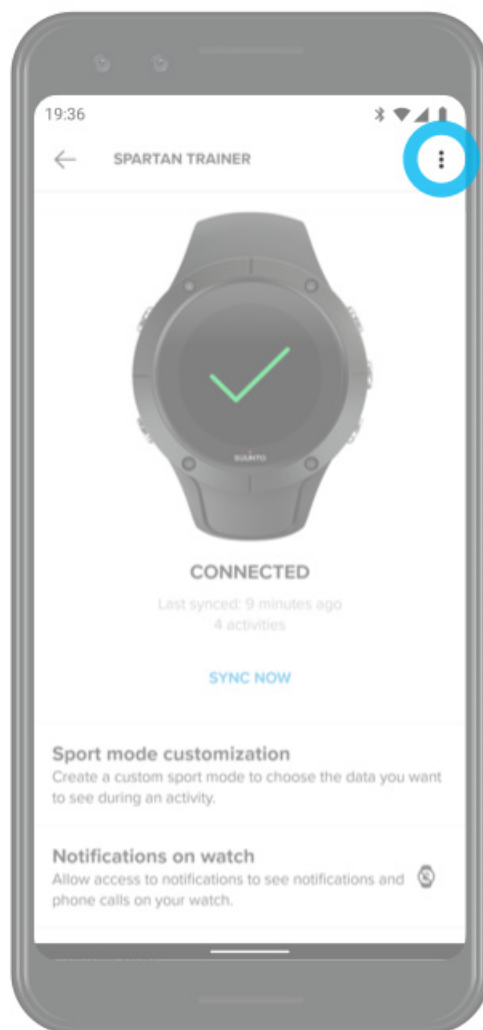 19:36
SPARTAN TRAINER
SUUNTO
CONNECTED
Last synced: 9 minutes ago
4 activities
SYNC NOW
Sport mode customization
Create a custom sport mode to choose the data you want
to see during an activity.
Notifications on watch
Allow access to notifications to see notifications and
phone calls on your watch.